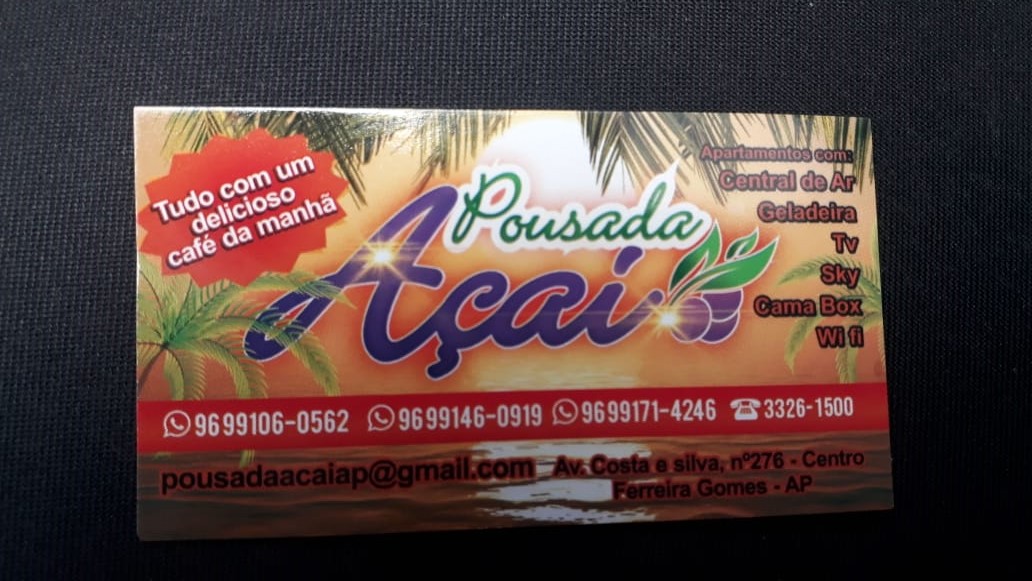 Tudo com um
delicioso
café da manhã
Pousada
Açaí
Apartamentos com:
Central de Ar
Geladeira
Tv
Sky
Cama Box
Wi fi
96 99106-0562 96 99146-0919 96 99171-4246 3326-1500
pousadaacaiap@gmail.com
Av. Costa e silva, nº276 - Centro
Ferreira Gomes - AP